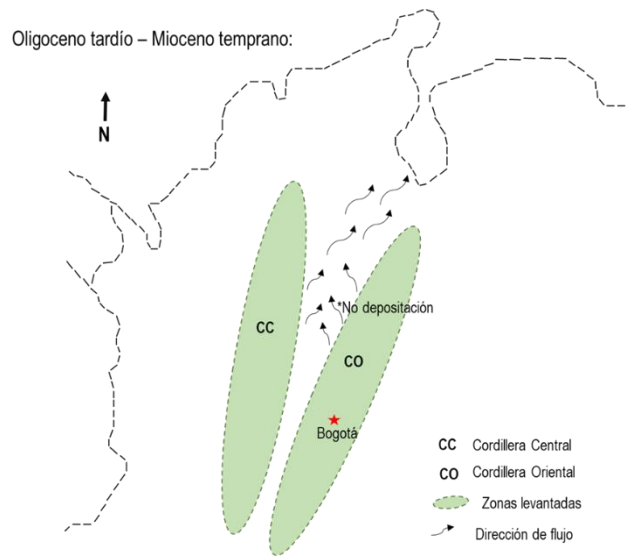 Oligoceno tardío – Mioceno temprano:
N
*No depositación
CC
CO
Bogotá
CC Cordillera Central
CO Cordillera Oriental
Zonas levantadas
Dirección de flujo